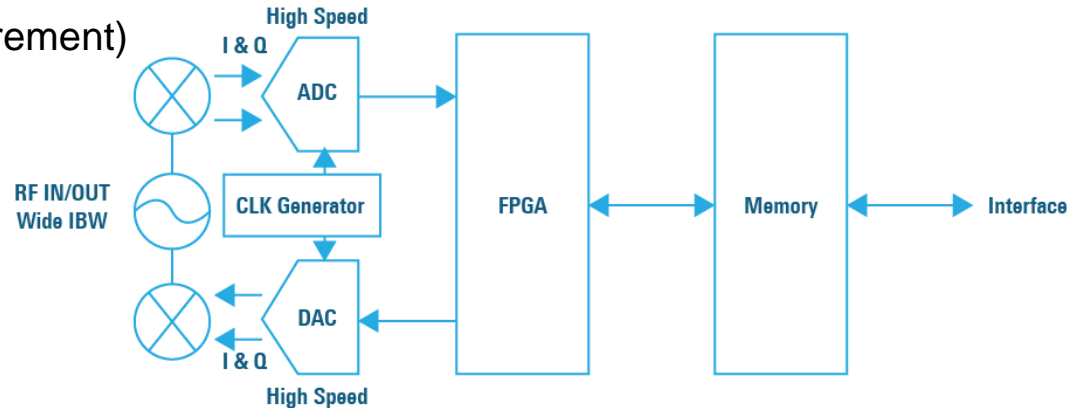 rement)
High Speed
I & Q
ADC
RF IN/OUT
Wide IBW
CLK Generator
FPGA
Memory
Interface
DAC
I & Q
High Speed